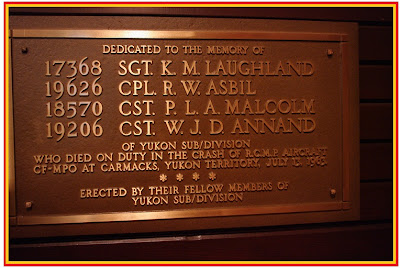 DEDICATED TO THE MEMORY OF
17368 SGT. K. M. LAUGHLAND
19626 CPL. R. W. ASBIL
18570 CST. P. L. A. MALCOLM
19206 CST. W. J. D. ANNAND
OF YUKON SUB/DIVISION
WHO DIED ON DUTY IN THE CRASH OF R.C.M.P. AIRCRAFT
CF-MPO AT CARMACKS, YUKON TERRITORY, JULY 13, 1963.
* * * *
ERECTED BY THEIR FELLOW MEMBERS OF
YUKON SUB/DIVISION